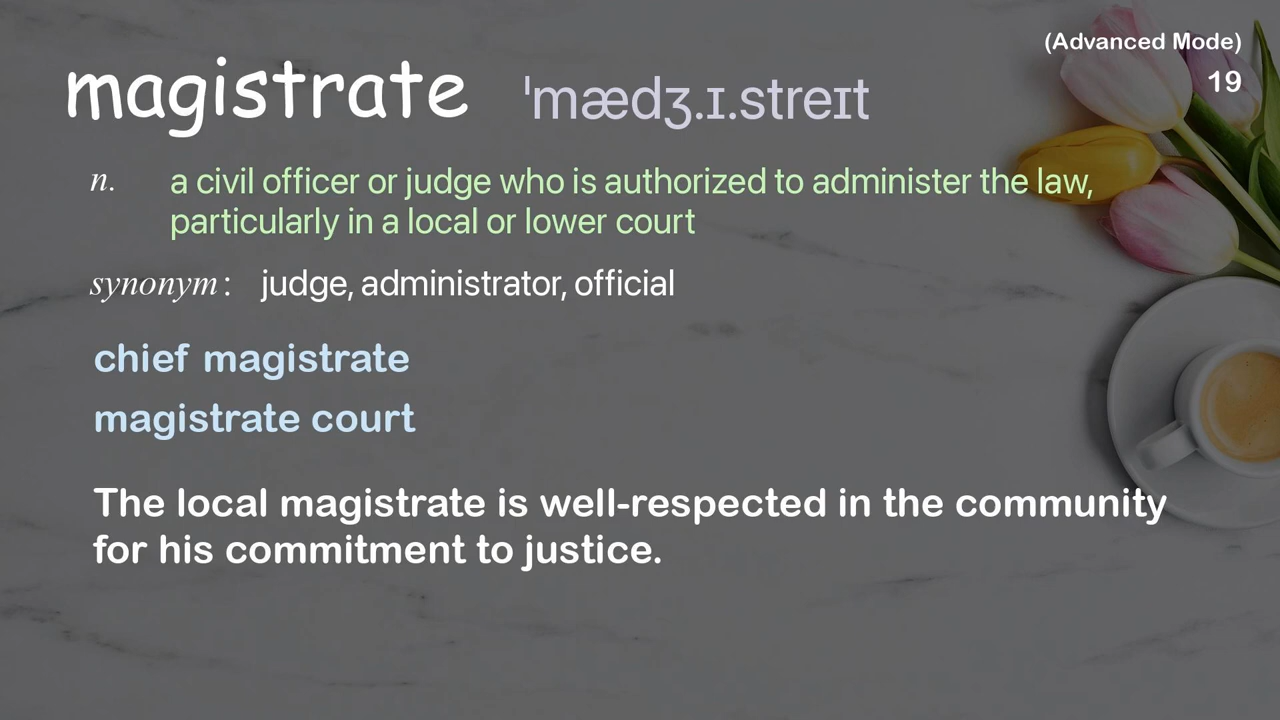 (Advanced Mode)
magistrate ˈmædʒ.ɪ.streɪt
19
n. a civil officer or judge who is authorized to administer the law,
particularly in a local or lower court
synonym: judge, administrator, official
chief magistrate
magistrate court
The local magistrate is well-respected in the community
for his commitment to justice.